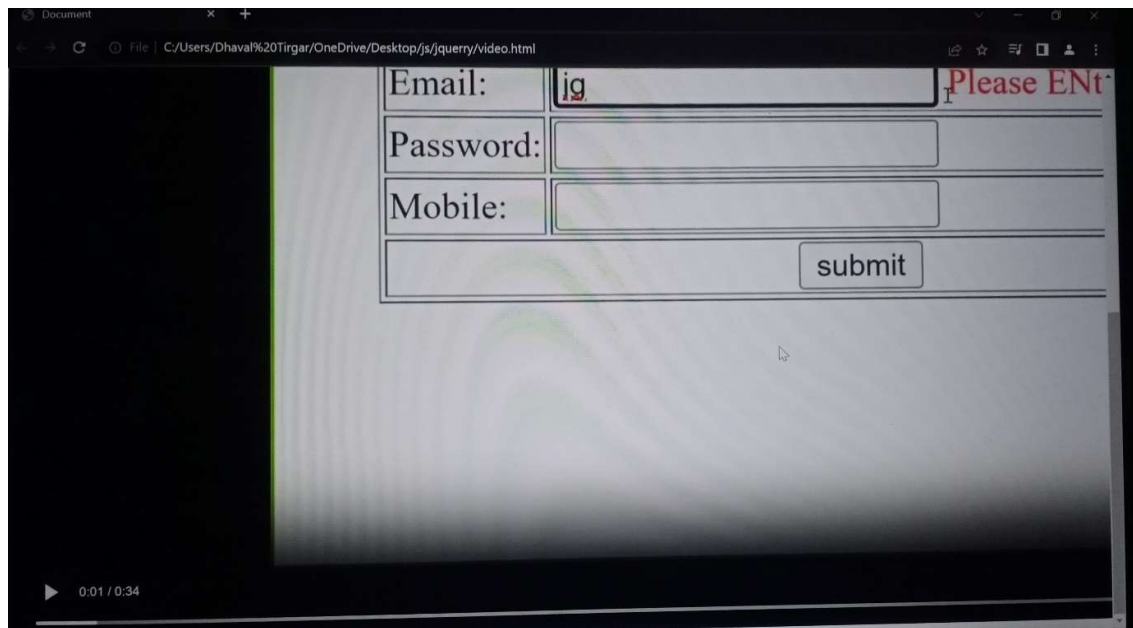 Document
File C:/Users/Dhaval%20Tirgar/OneDrive/Desktop/js/jquerry/video.html
Email: jg Please ENt
Password:
Mobile:
submit
0:01 / 0:34